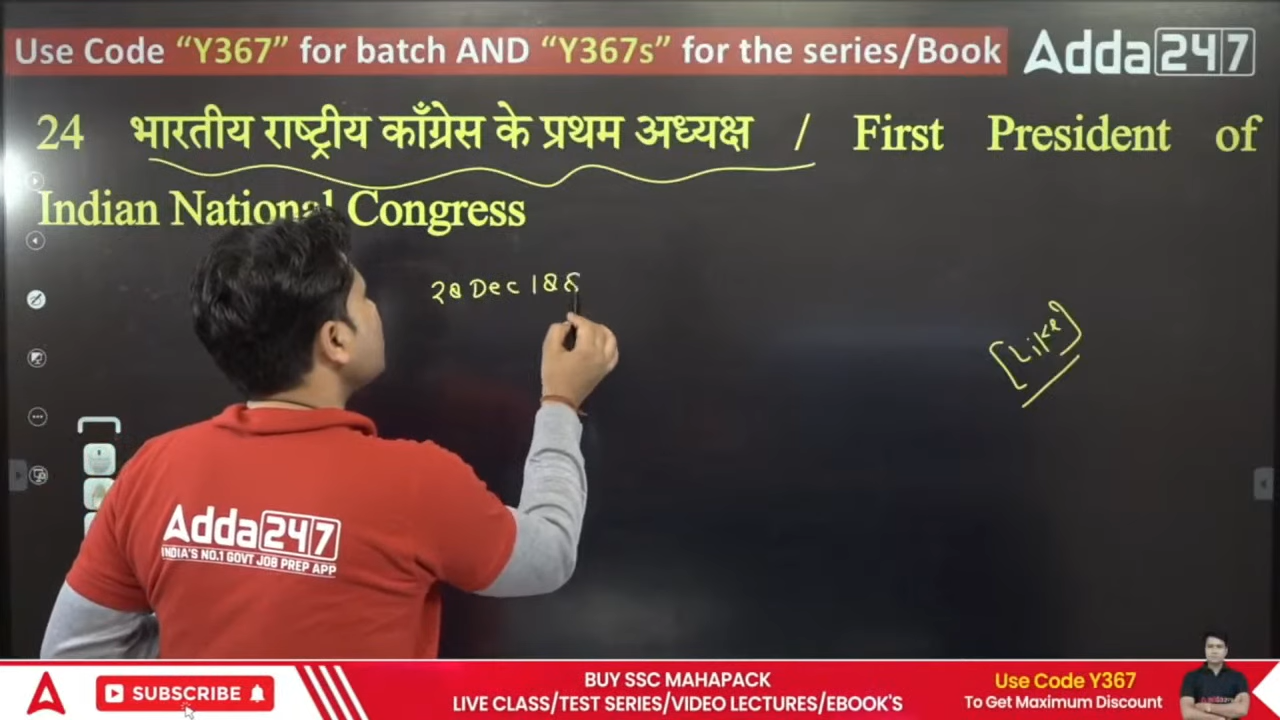 Use Code “Y367” for batch AND “Y367s” for the series/Book
Adda247
24 भारतीय राष्ट्रीय काँग्रेस के प्रथम अध्यक्ष / First President of
Indian National Congress
28 Dec 188
[Like]
Adda247
INDIA'S NO.1 GOVT JOB PREP APP
SUBSCRIBE
BUY SSC MAHAPACK
LIVE CLASS/TEST SERIES/VIDEO LECTURES/EBOOK'S
Use Code Y367
To Get Maximum Discount